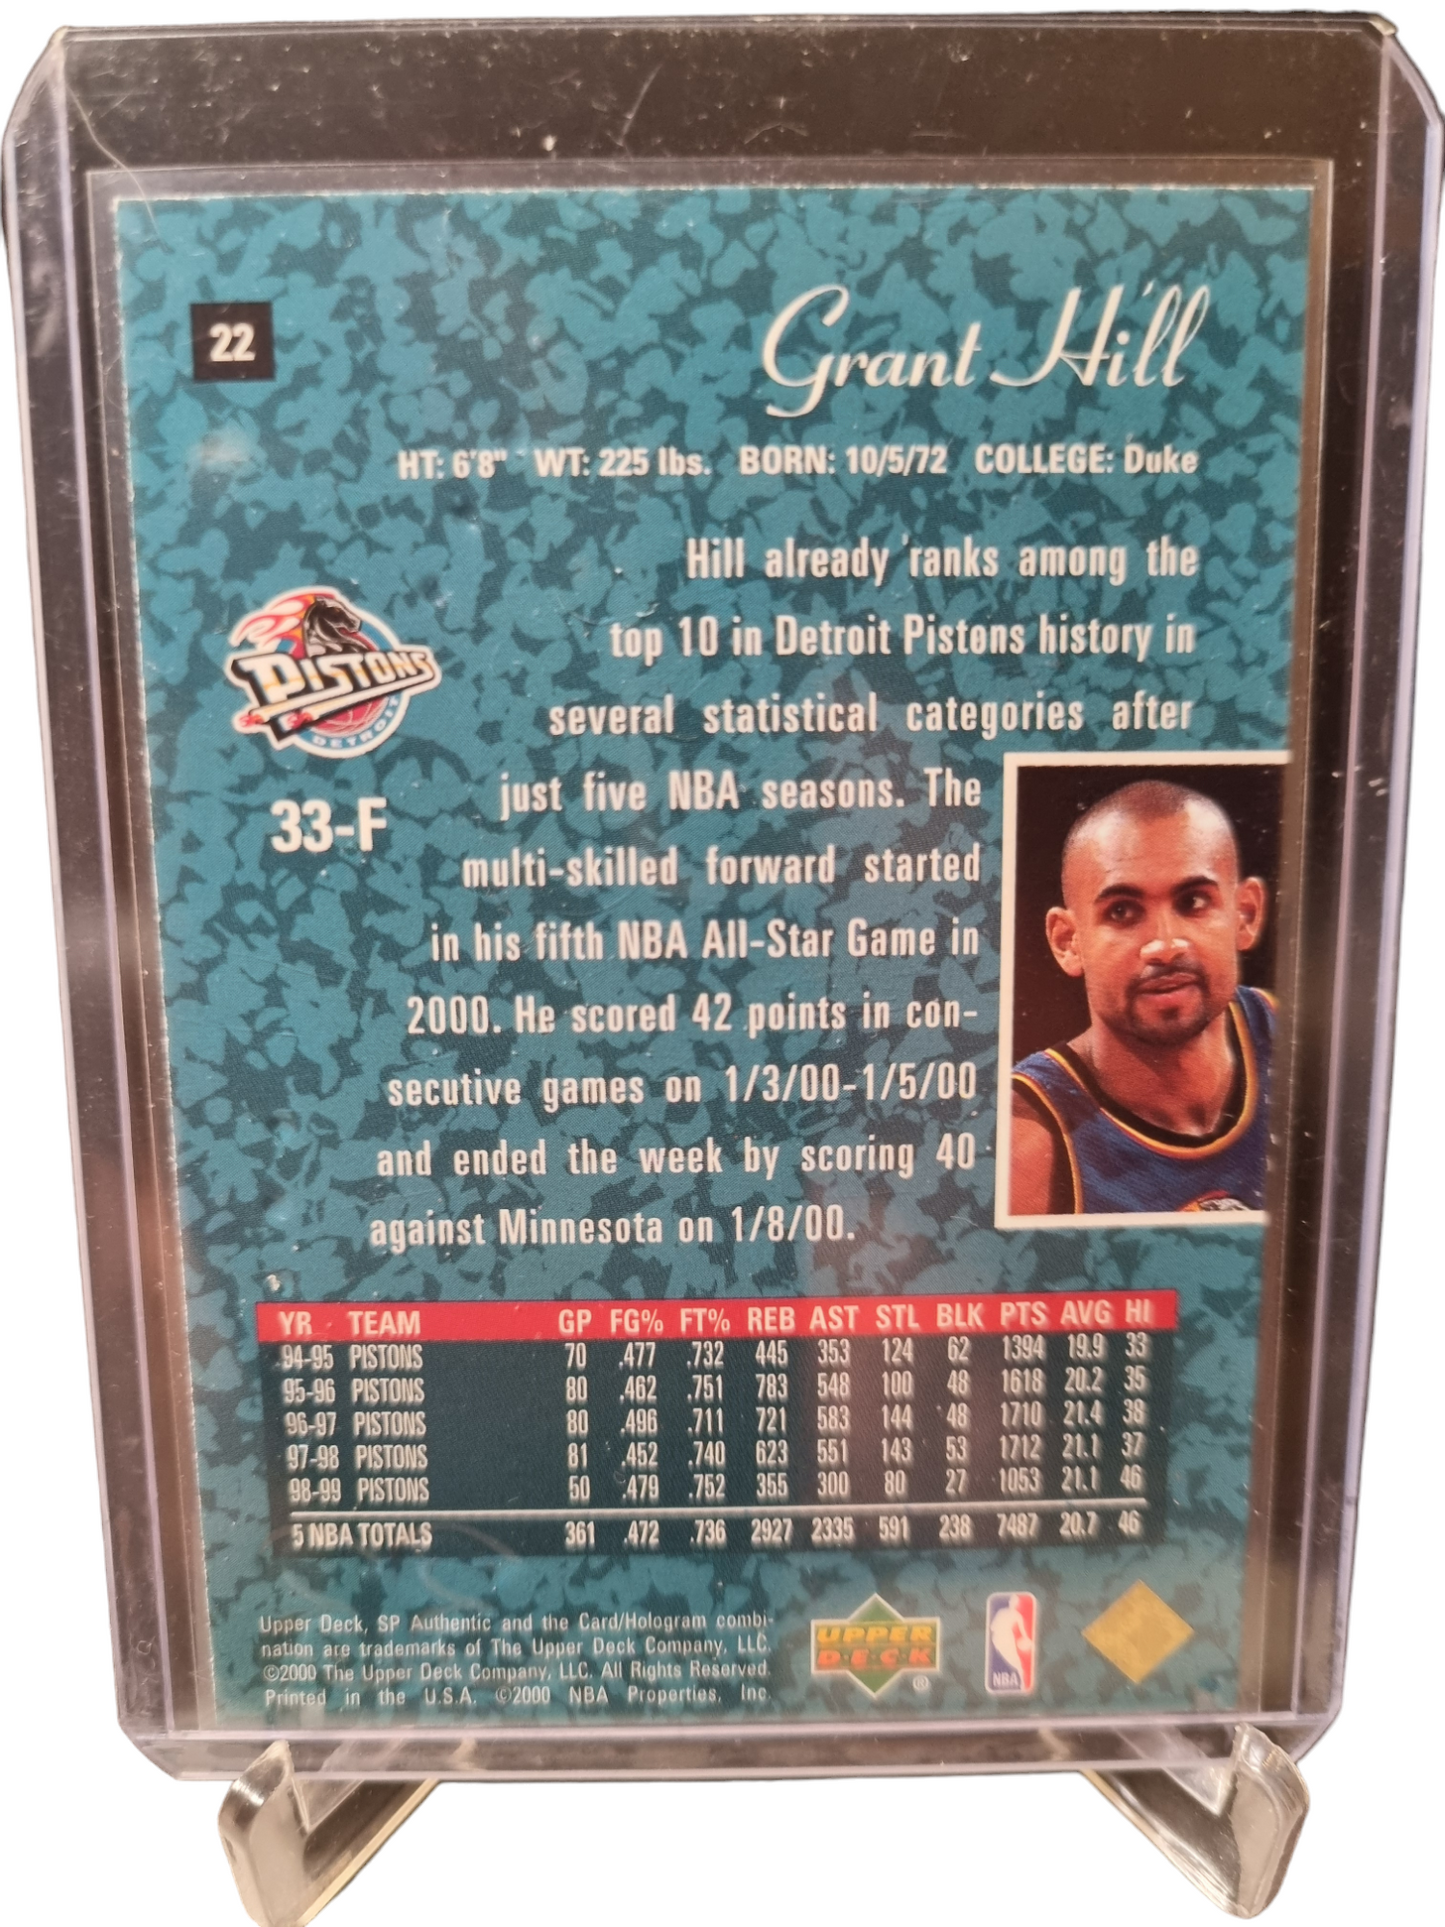 22
Grant Hill
HT: 6'8" WT: 225 lbs. BORN: 10/5/72 COLLEGE: Duke
Hill already ranks among the
top 10 in Detroit Pistons history in
several statistical categories after
just five NBA seasons. The
multi-skilled forward started
in his fifth NBA All-Star Game in
2000. He scored 42 points in con-
secutive games on 1/3/00-1/5/00
and ended the week by scoring 40
against Minnesota on 1/8/00.
PISTONS
DETROIT
33-F
YR TEAM GP FG% FT% REB AST STL BLK PTS AVG HI
94-95 PISTONS 70 .477 .732 445 353 124 62 1394 19.9 33
95-96 PISTONS 80 .462 .751 783 548 100 48 1618 20.2 35
96-97 PISTONS 80 .496 .711 721 583 144 48 1710 21.4 38
97-98 PISTONS 81 .452 .740 623 551 143 53 1712 21.1 37
98-99 PISTONS 50 .479 .752 355 300 80 27 1053 21.1 46
5 NBA TOTALS 361 .472 .736 2927 2335 591 238 7487 20.7 46
Upper Deck, SP Authentic and the Card/Hologram combi-
nation are trademarks of The Upper Deck Company, LLC.
©2000 The Upper Deck Company, LLC. All Rights Reserved.
Printed in the U.S.A. ©2000 NBA Properties, Inc.
UPPER
DECK
®
NBA